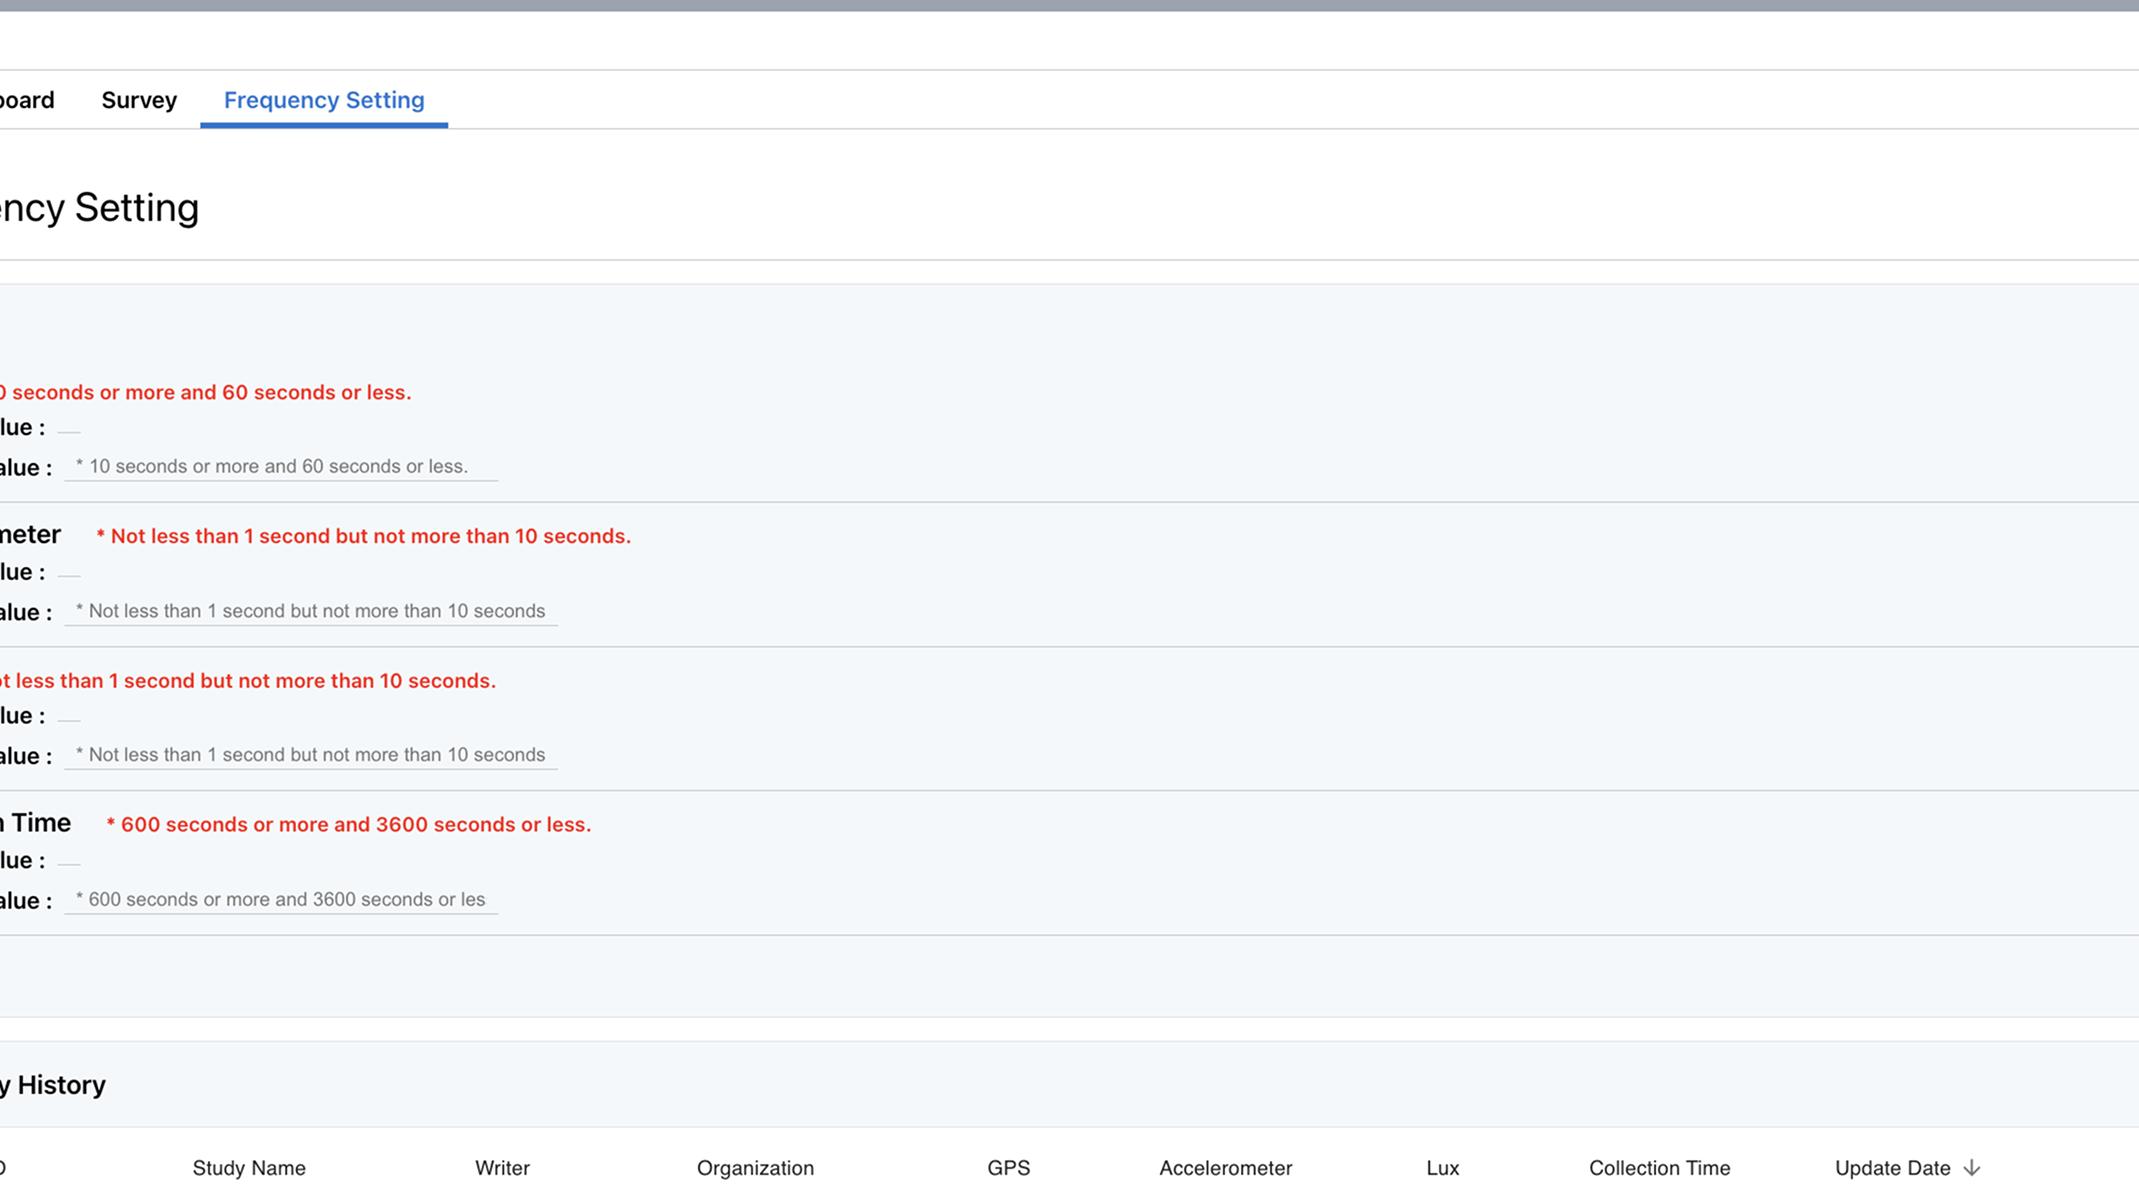 board Survey Frequency Setting
ency Setting
0 seconds or more and 60 seconds or less.
lue :
alue : * 10 seconds or more and 60 seconds or less.
meter * Not less than 1 second but not more than 10 seconds.
lue :
alue : * Not less than 1 second but not more than 10 seconds
ot less than 1 second but not more than 10 seconds.
lue :
alue : * Not less than 1 second but not more than 10 seconds
n Time * 600 seconds or more and 3600 seconds or less.
lue :
alue : * 600 seconds or more and 3600 seconds or les
y History
D Study Name Writer Organization GPS Accelerometer Lux Collection Time Update Date